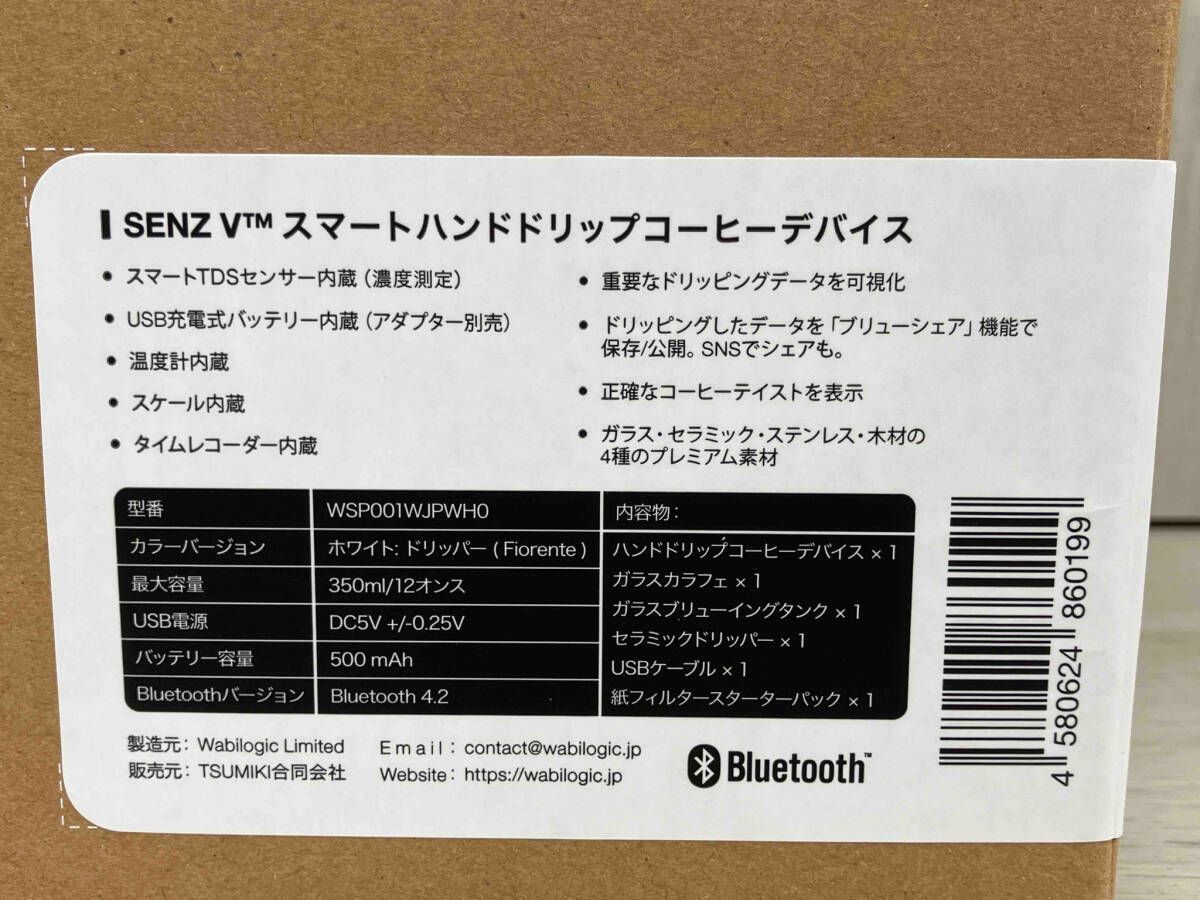 SENZ V™ スマートハンドドリップコーヒーデバイス
• スマートTDSセンサー内蔵（濃度測定）
• USB充電式バッテリー内蔵（アダプター別売）
• 温度計内蔵
• スケール内蔵
• タイムレコーダー内蔵
• 重要なドリッピングデータを可視化
• ドリッピングしたデータを「ブリューシェア」機能で
保存/公開。SNSでシェアも。
• 正確なコーヒーテイストを表示
• ガラス・セラミック・ステンレス・木材の
4種のプレミアム素材
型番 WSP001WJPWH0
カラーバージョン ホワイト: ドリッパー ( Fiorente )
最大容量 350ml/12オンス
USB電源 DC5V +/-0.25V
バッテリー容量 500 mAh
Bluetoothバージョン Bluetooth 4.2
内容物：
ハンドドリップコーヒーデバイス × 1
ガラスカラフェ × 1
ガラスブリューイングタンク × 1
セラミックドリッパー × 1
USBケーブル × 1
紙フィルタースターターパック × 1
製造元： Wabilogic Limited
販売元： TSUMIKI合同会社
Email： contact@wabilogic.jp
Website： https://wabilogic.jp
Bluetooth™
4 580624 860199